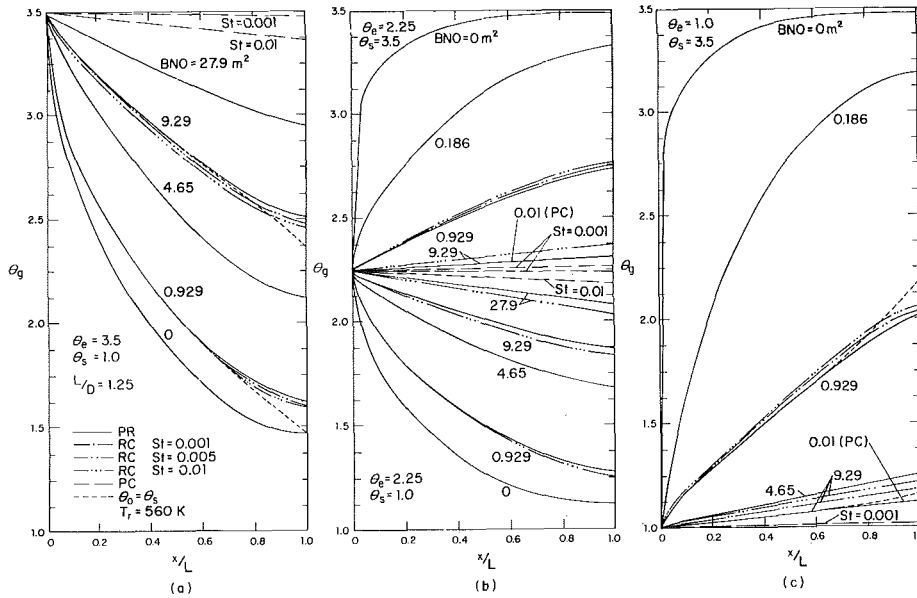 3.5
3.0
2.5
θg
2.0
1.5
1.0
St=0.001
St=0.01
BNO = 27.9 m²
9.29
4.65
0.929
0
θe = 3.5
θs = 1.0
L/D = 1.25
PR
RC St = 0.001
RC St = 0.005
RC St = 0.01
PC
θo = θs
Tr = 560 K
0 0.2 0.4 0.6 0.8 1.0
x/L
(a)
3.5
3.0
2.5
θg
2.0
1.5
1.0
θe = 2.25
θs = 3.5
BNO = 0 m²
0.186
0.929
0.01 (PC)
St = 0.001
9.29
St = 0.01
27.9
9.29
4.65
0.929
0
θe = 2.25
θs = 1.0
0 0.2 0.4 0.6 0.8 1.0
x/L
(b)
3.5
3.0
2.5
θg
2.0
1.5
1.0
θe = 1.0
θs = 3.5
BNO = 0 m²
0.186
0.929
0.01 (PC)
4.65
9.29
St = 0.001
0 0.2 0.4 0.6 0.8 1.0
x/L
(c)